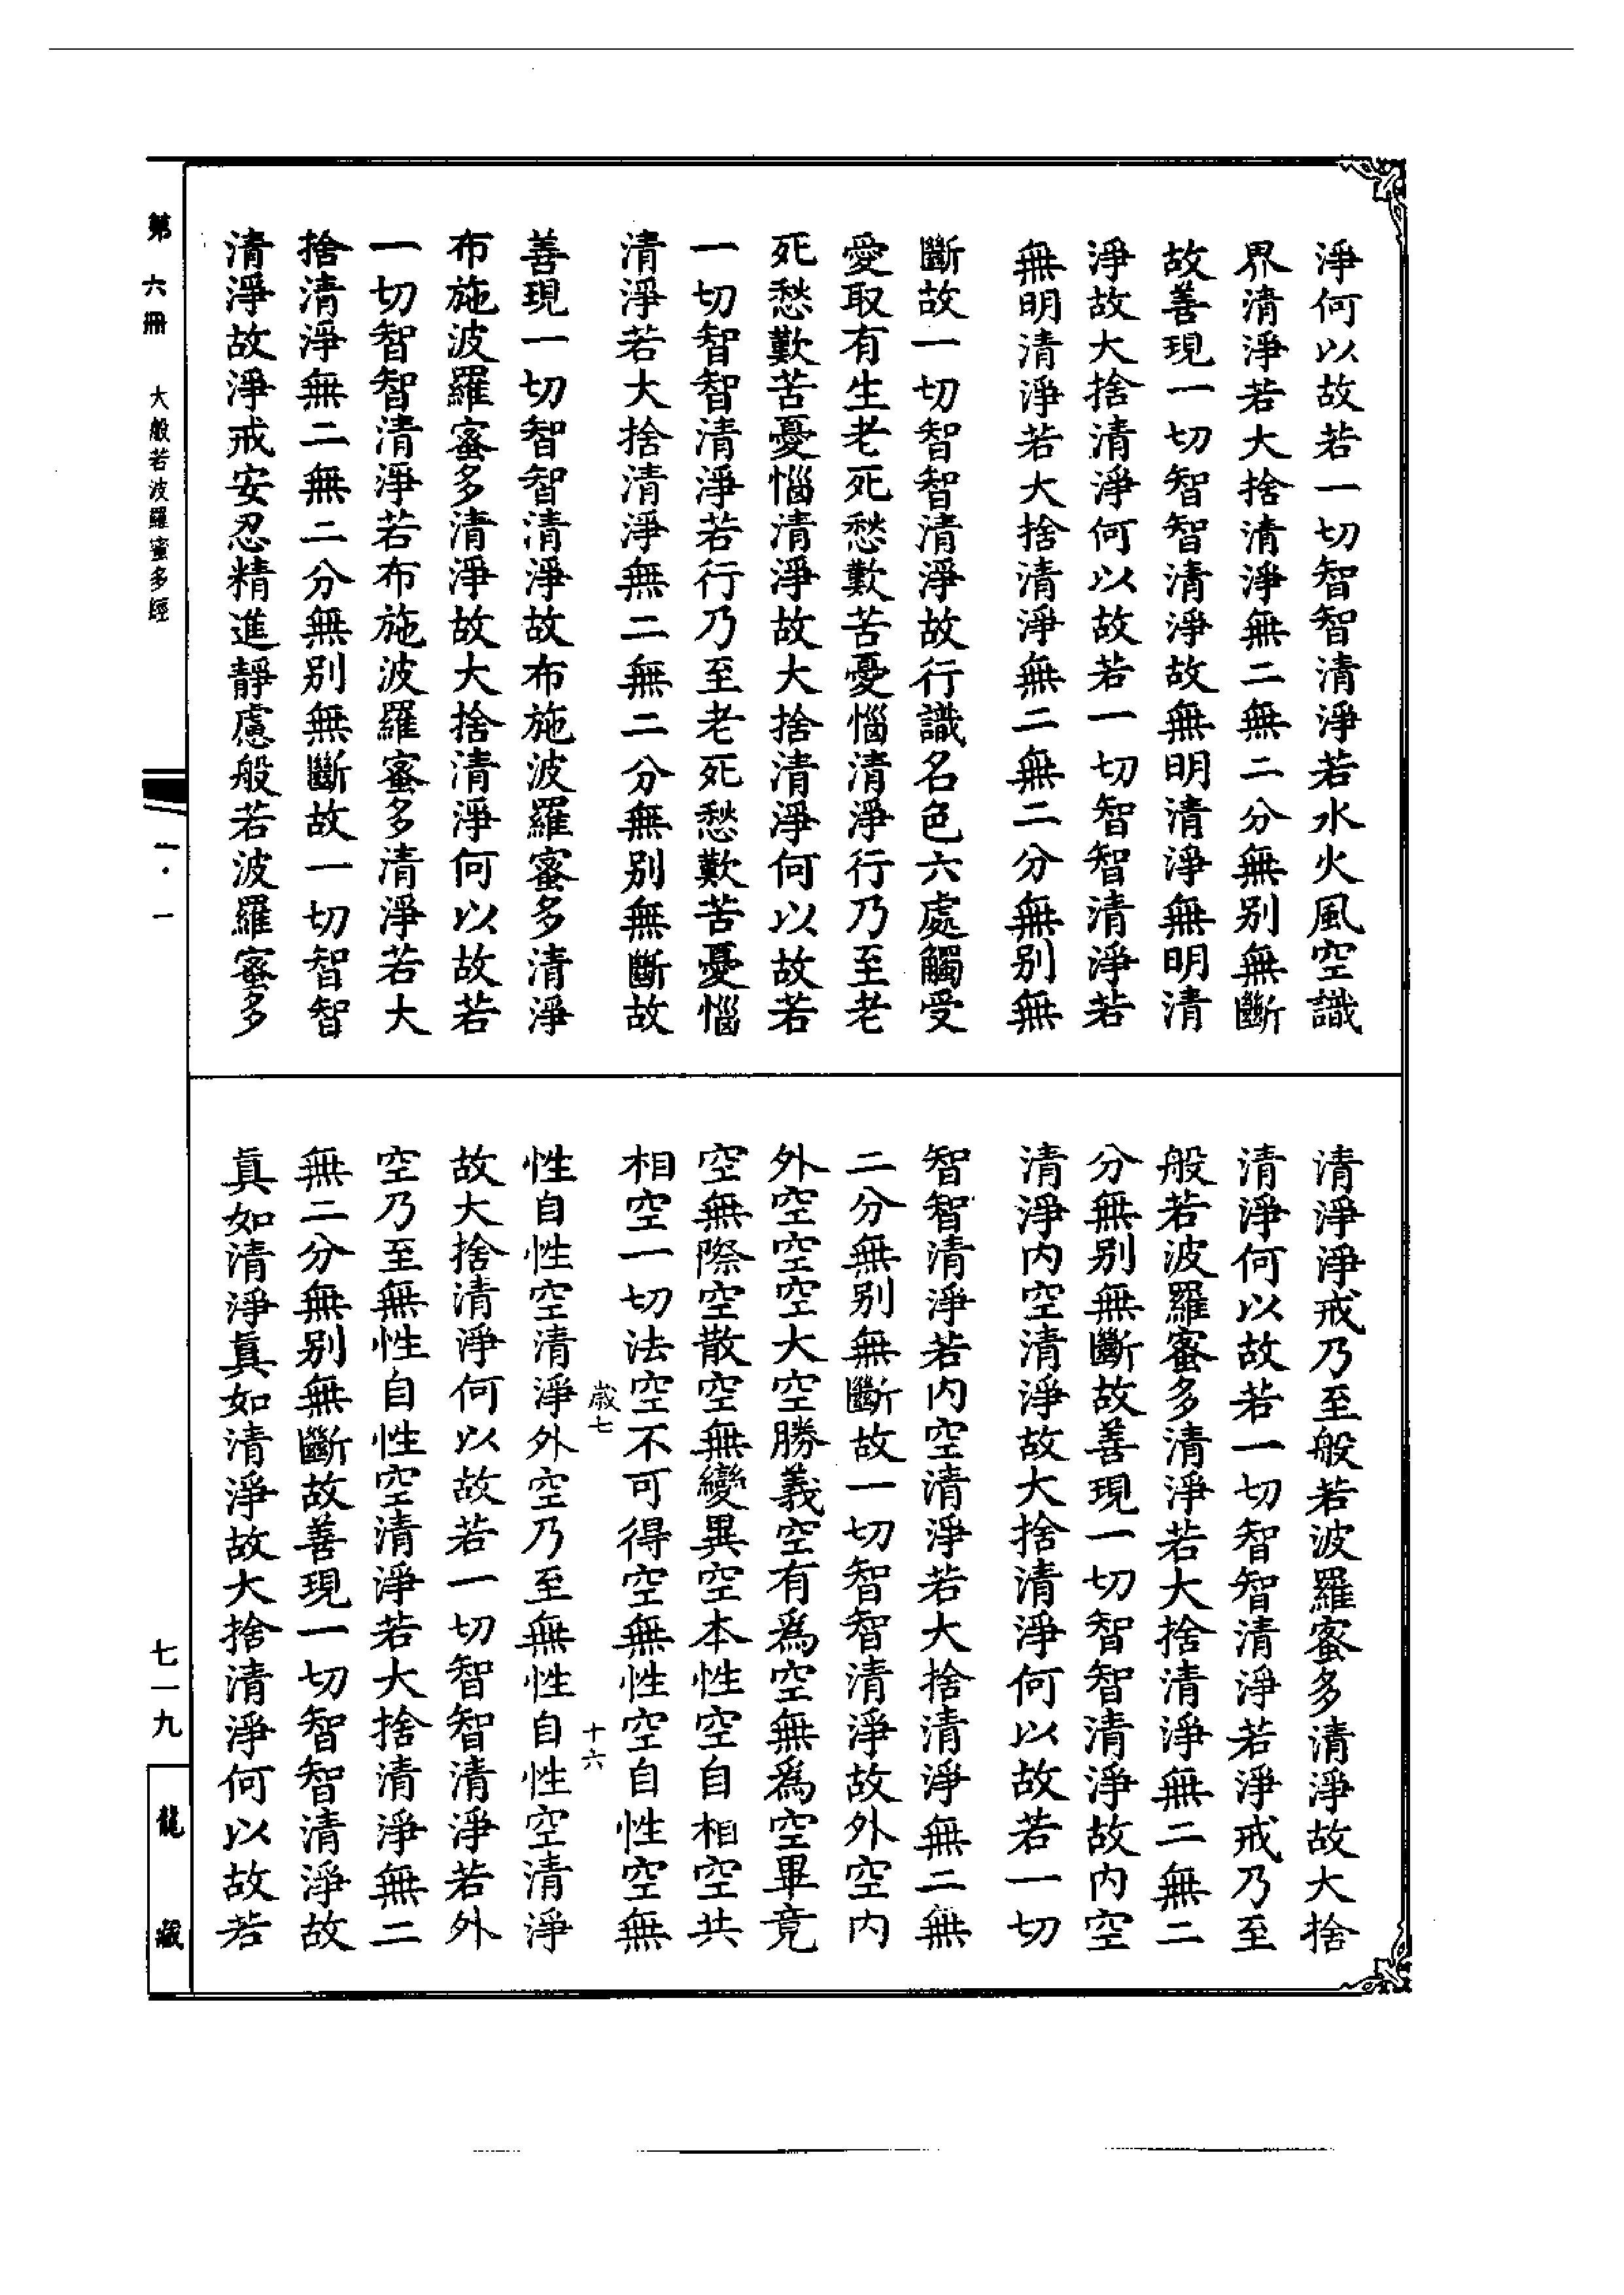 淨何以故若一切智智清淨若水火風空識
界清淨若大捨清淨無二無二分無別無斷
故善現一切智智清淨故無明清淨無明清
淨故大捨清淨何以故若一切智智清淨若
無明清淨若大捨清淨無二無二分無別無
斷故一切智智清淨故行識名色六處觸受
愛取有生老死愁歎苦憂惱清淨行乃至老
死愁歎苦憂惱清淨故大捨清淨何以故若
一切智智清淨若行乃至老死愁歎苦憂惱
清淨若大捨清淨無二無二分無別無斷故
善現一切智智清淨故布施波羅蜜多清淨
布施波羅蜜多清淨故大捨清淨何以故若
一切智智清淨若布施波羅蜜多清淨若大
捨清淨無二無二分無別無斷故一切智智
清淨故淨戒安忍精進靜慮般若波羅蜜多
清淨淨戒乃至般若波羅蜜多清淨故大捨
清淨何以故若一切智智清淨若淨戒乃至
般若波羅蜜多清淨若大捨清淨無二無二
分無別無斷故善現一切智智清淨故內空
清淨內空清淨故大捨清淨何以故若一切
智智清淨若內空清淨若大捨清淨無二無
二分無別無斷故一切智智清淨故外空內
外空空空大空勝義空有為空無為空畢竟
空無際空散空無變異空本性空自相空共
相空一切法空不可得空無性空自性空無
歲七
十六
性自性空清淨外空乃至無性自性空清淨
故大捨清淨何以故若一切智智清淨若外
空乃至無性自性空清淨若大捨清淨無二
無二分無別無斷故善現一切智智清淨故
真如清淨真如清淨故大捨清淨何以故若
第六冊
大般若波羅蜜多經
一·一
七一九
龍藏